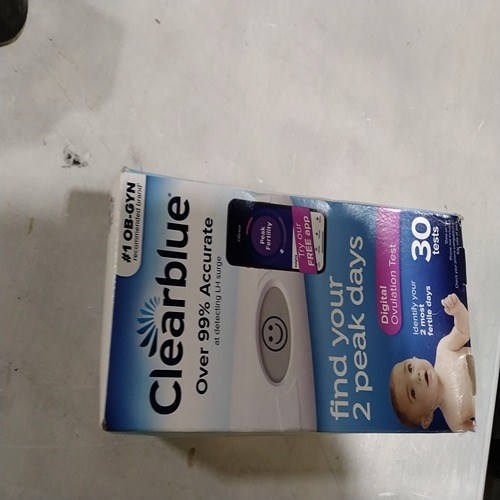 #1 OB-GYN
recommended brand
Clearblue
Over 99% Accurate
at detecting LH surge
Peak
Fertility
Try our
FREE app
find your
2 peak days
Digital
Ovulation Test
Identify your
2 most
fertile days
30
tests